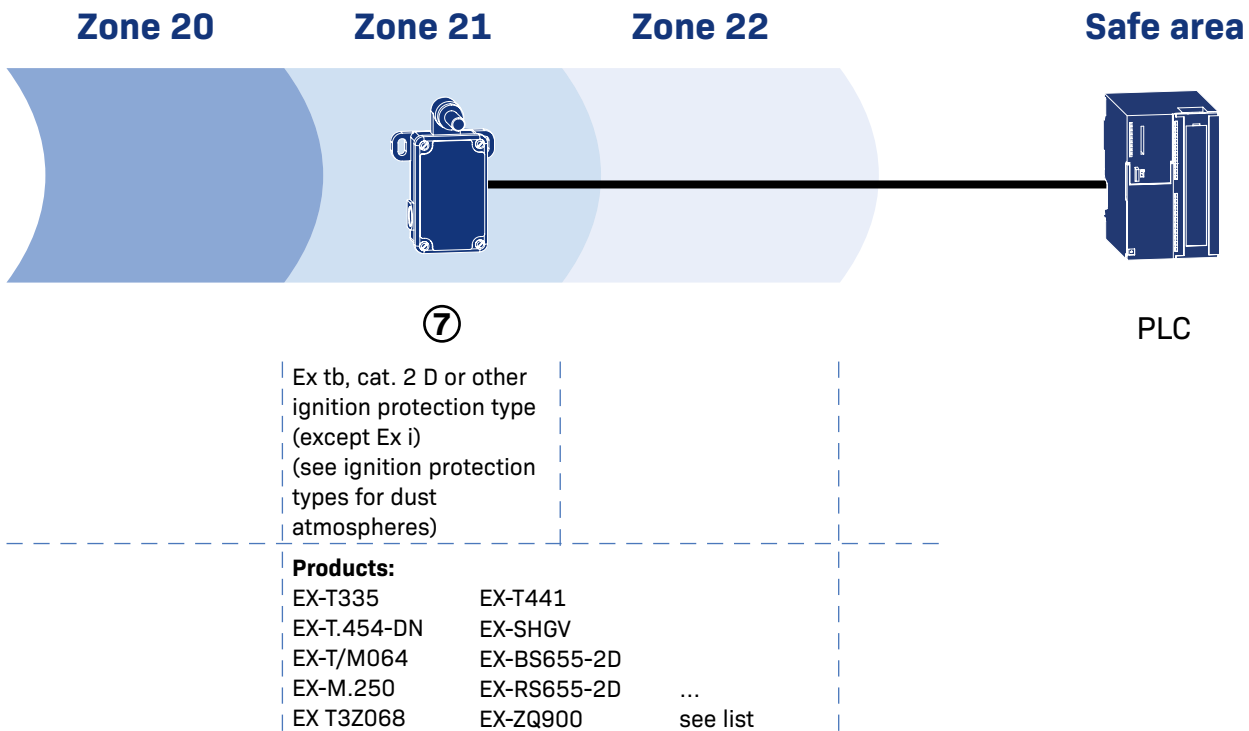 Zone 20 Zone 21 Zone 22 Safe area
7
PLC
Ex tb, cat. 2 D or other
ignition protection type
(except Ex i)
(see ignition protection
types for dust
atmospheres)
Products:
EX-T335 EX-T441
EX-T.454-DN EX-SHGV
EX-T/M064 EX-BS655-2D
EX-M.250 EX-RS655-2D ...
EX T3Z068 EX-ZQ900 see list